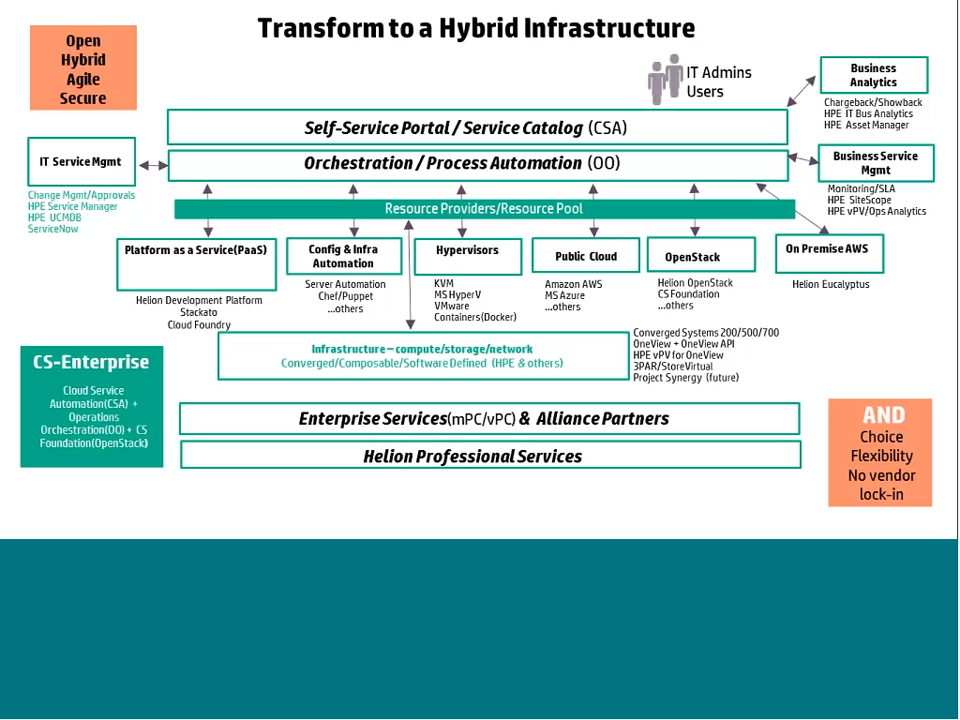 Transform to a Hybrid Infrastructure
Open
Hybrid
Agile
Secure
IT Admins
Users
Business
Analytics
Chargeback/Showback
HPE IT Bus Analytics
HPE Asset Manager
Self-Service Portal / Service Catalog (CSA)
IT Service Mgmt
Orchestration / Process Automation (OO)
Business Service
Mgmt
Change Mgmt/Approvals
HPE Service Manager
HPE UCMDB
ServiceNow
Monitoring/SLA
HPE SiteScope
HPE vPV/Ops Analytics
Resource Providers/Resource Pool
Platform as a Service(PaaS)
Helion Development Platform
Stackato
Cloud Foundry
Config & Infra
Automation
Server Automation
Chef/Puppet
...others
Hypervisors
KVM
MS HyperV
VMware
Containers(Docker)
Public Cloud
Amazon AWS
MS Azure
...others
OpenStack
Helion OpenStack
CS Foundation
...others
On Premise AWS
Helion Eucalyptus
Infrastructure – compute/storage/network
Converged/Composable/Software Defined (HPE & others)
Converged Systems 200/500/700
OneView + OneView API
HPE vPV for OneView
3PAR/StoreVirtual
Project Synergy (future)
CS-Enterprise
Cloud Service
Automation(CSA) +
Operations
Orchestration(OO) + CS
Foundation(OpenStack)
Enterprise Services(mPC/vPC) & Alliance Partners
Helion Professional Services
AND
Choice
Flexibility
No vendor
lock-in